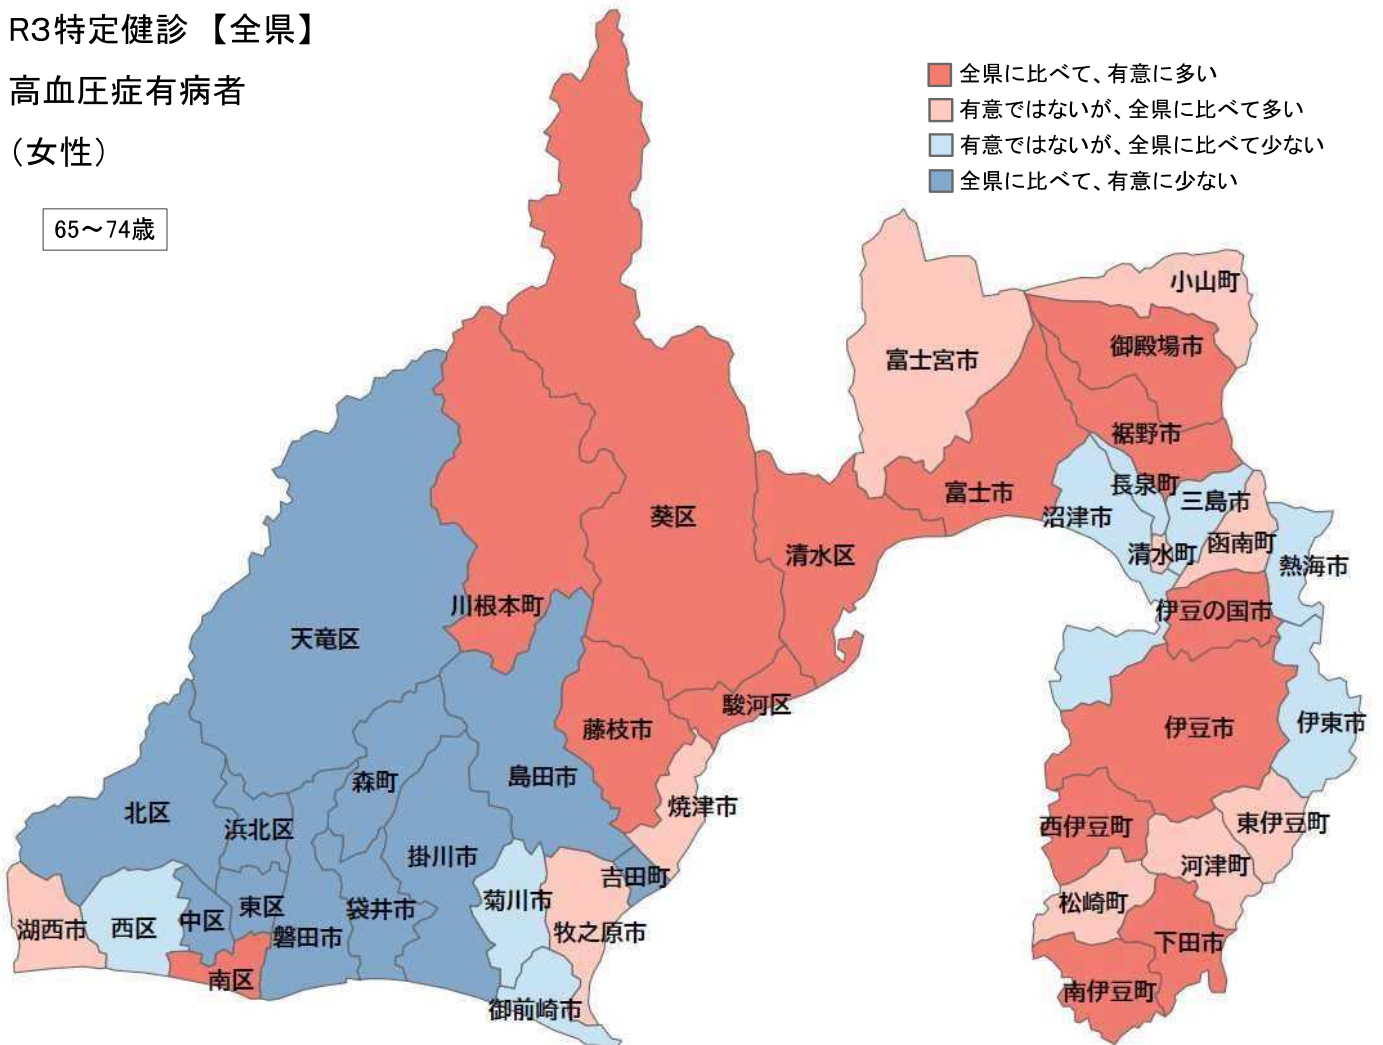 R3特定健診 【全県】
高血圧症有病者
（女性）
65～74歳
全県に比べて、有意に多い
有意ではないが、全県に比べて多い
有意ではないが、全県に比べて少ない
全県に比べて、有意に少ない
小山町
御殿場市
富士宮市
裾野市
長泉町
富士市
三島市
沼津市
葵区
函南町
清水町
清水区
熱海市
川根本町
伊豆の国市
天竜区
駿河区
伊東市
伊豆市
藤枝市
島田市
森町
焼津市
北区
東伊豆町
西伊豆町
浜北区
掛川市
河津町
吉田町
菊川市
松崎町
東区
袋井市
中区
西区
湖西市
牧之原市
磐田市
下田市
南区
南伊豆町
御前崎市